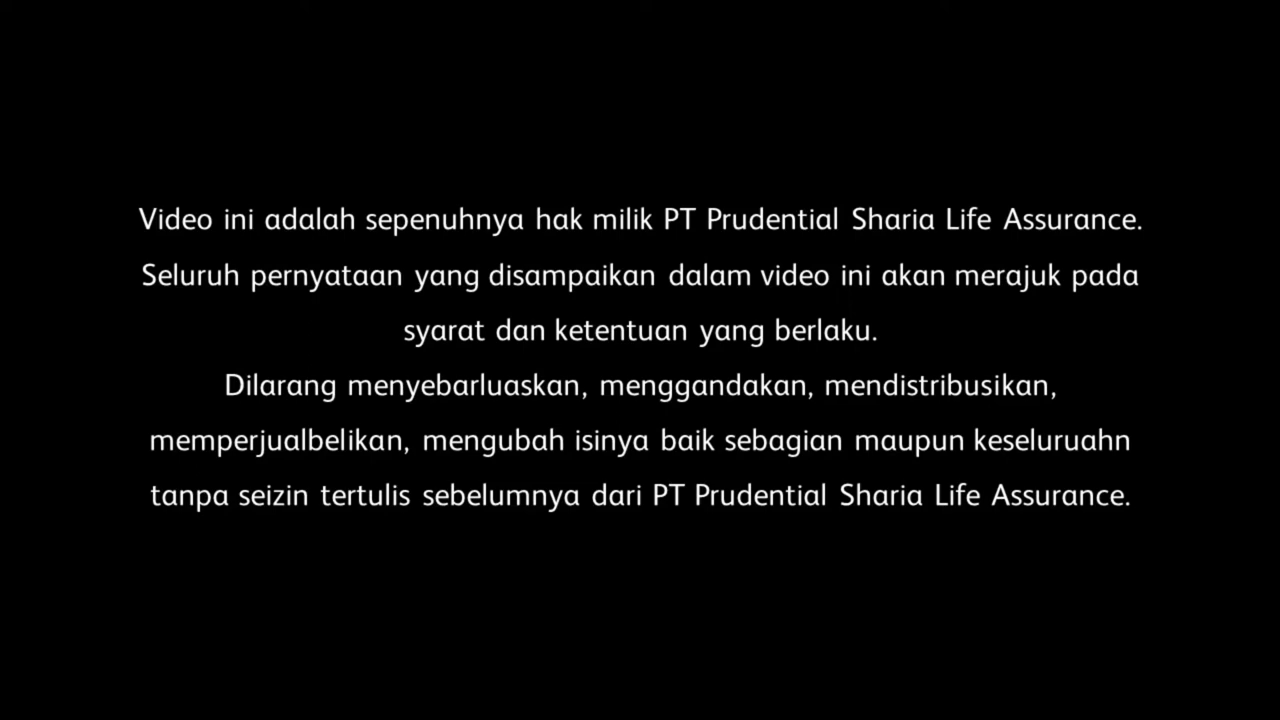 Video ini adalah sepenuhnya hak milik PT Prudential Sharia Life Assurance.
Seluruh pernyataan yang disampaikan dalam video ini akan merajuk pada
syarat dan ketentuan yang berlaku.
Dilarang menyebarluaskan, menggandakan, mendistribusikan,
memperjualbelikan, mengubah isinya baik sebagian maupun keseluruahn
tanpa seizin tertulis sebelumnya dari PT Prudential Sharia Life Assurance.